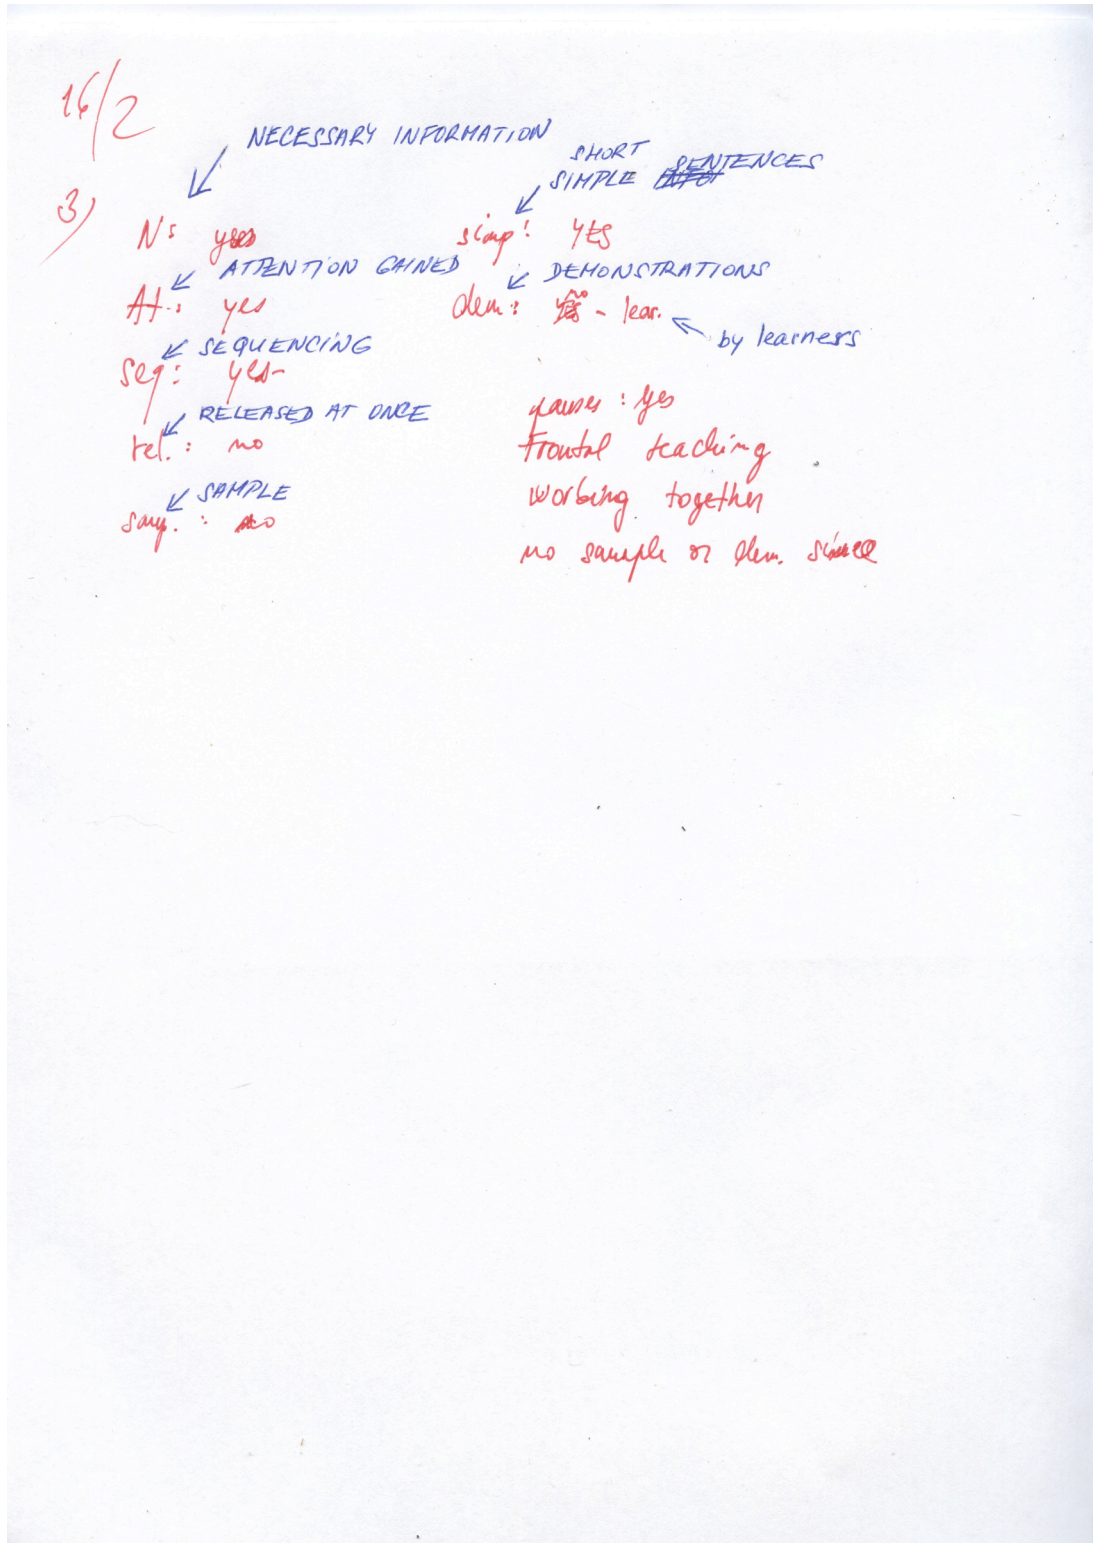 16/2
NECESSARY INFORMATION
SHORT
SIMPLE SENTENCES
3)
N: yes
simp: YES
ATTENTION GAINED
DEMONSTRATIONS
At.: yes
dem: no - lear.
by learners
SEQUENCING
seq: yes-
RELEASED AT ONCE
pauses: yes
rel.: no
Frontal teaching
SAMPLE
working together
samp.: no
no sample or dem. since